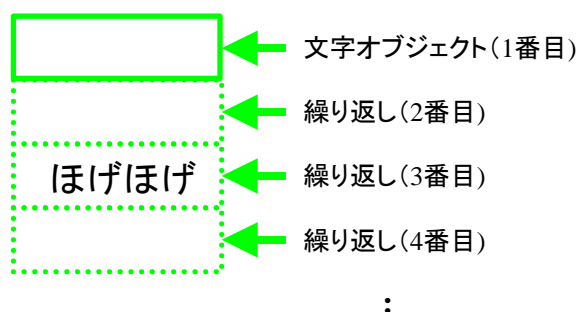 文字オブジェクト（1番目）
繰り返し（2番目）
ほげほげ
繰り返し（3番目）
繰り返し（4番目）
：